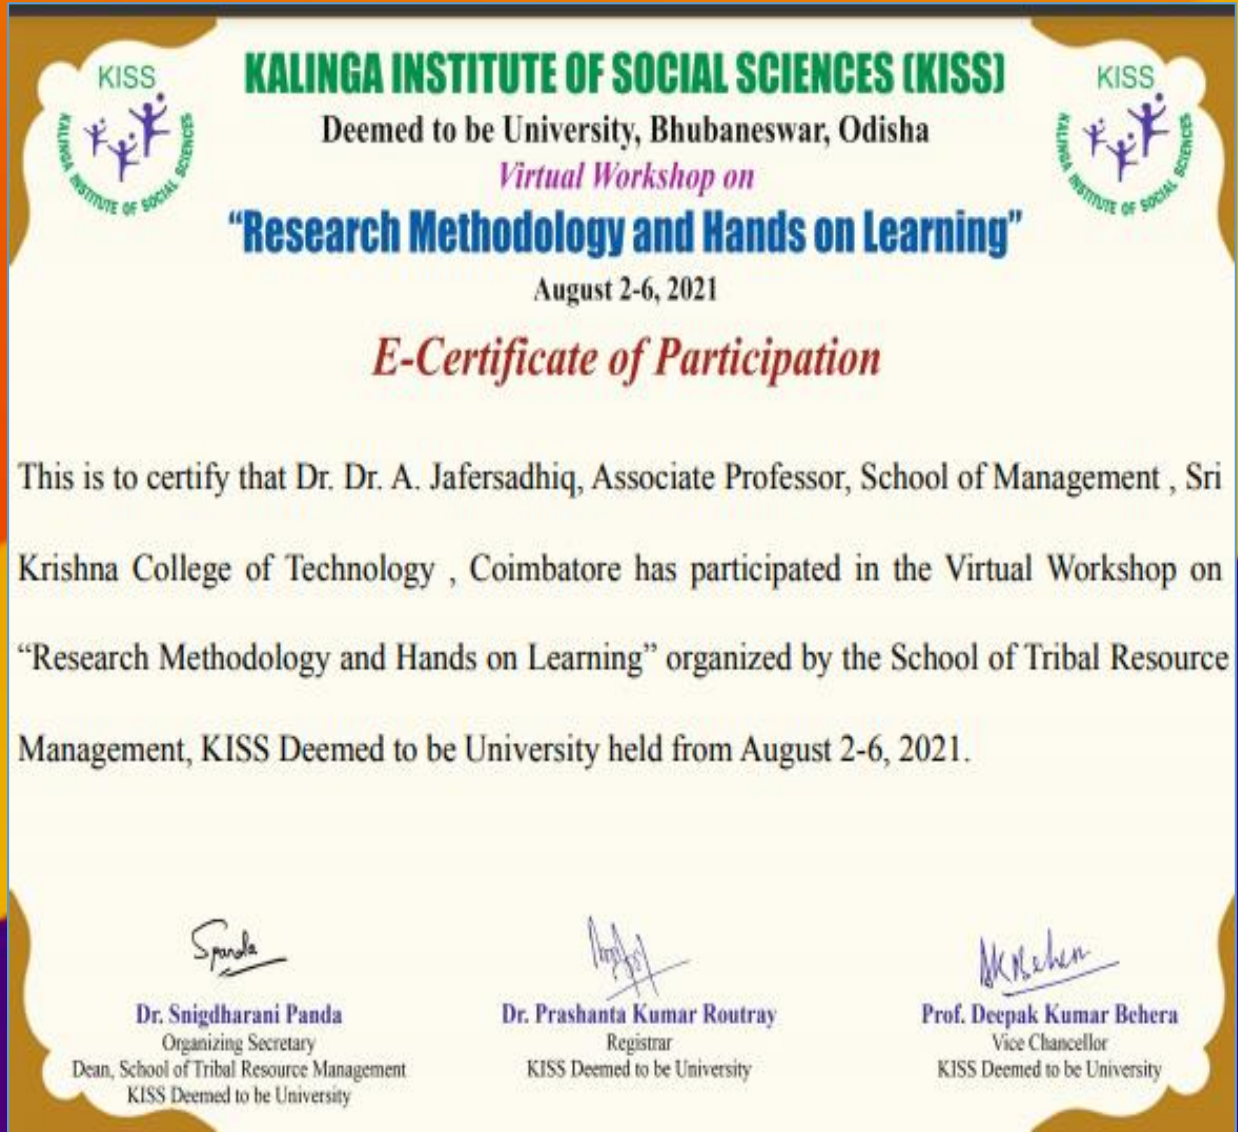 KISS
KALINGA INSTITUTE OF SOCIAL SCIENCES
KALINGA INSTITUTE OF SOCIAL SCIENCES (KISS)
Deemed to be University, Bhubaneswar, Odisha
Virtual Workshop on
“Research Methodology and Hands on Learning”
August 2-6, 2021
KISS
KALINGA INSTITUTE OF SOCIAL SCIENCES
E-Certificate of Participation
This is to certify that Dr. Dr. A. Jafersadhiq, Associate Professor, School of Management , Sri
Krishna College of Technology , Coimbatore has participated in the Virtual Workshop on
“Research Methodology and Hands on Learning” organized by the School of Tribal Resource
Management, KISS Deemed to be University held from August 2-6, 2021.
Spanda
Dr. Snigdharani Panda
Organizing Secretary
Dean, School of Tribal Resource Management
KISS Deemed to be University
Dr. Prashanta Kumar Routray
Registrar
KISS Deemed to be University
DKBehera
Prof. Deepak Kumar Behera
Vice Chancellor
KISS Deemed to be University